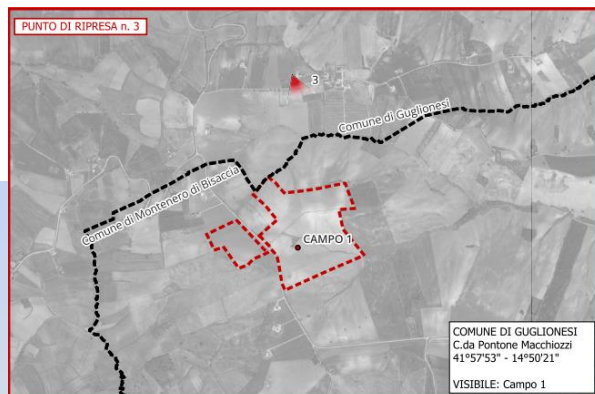 PUNTO DI RIPRESA n. 3
3
Comune di Guglionesi
Comune di Montenero di Bisaccia
CAMPO 1
COMUNE DI GUGLIONESI
C.da Pontone Macchiozzi
41°57'53" - 14°50'21"
VISIBILE: Campo 1